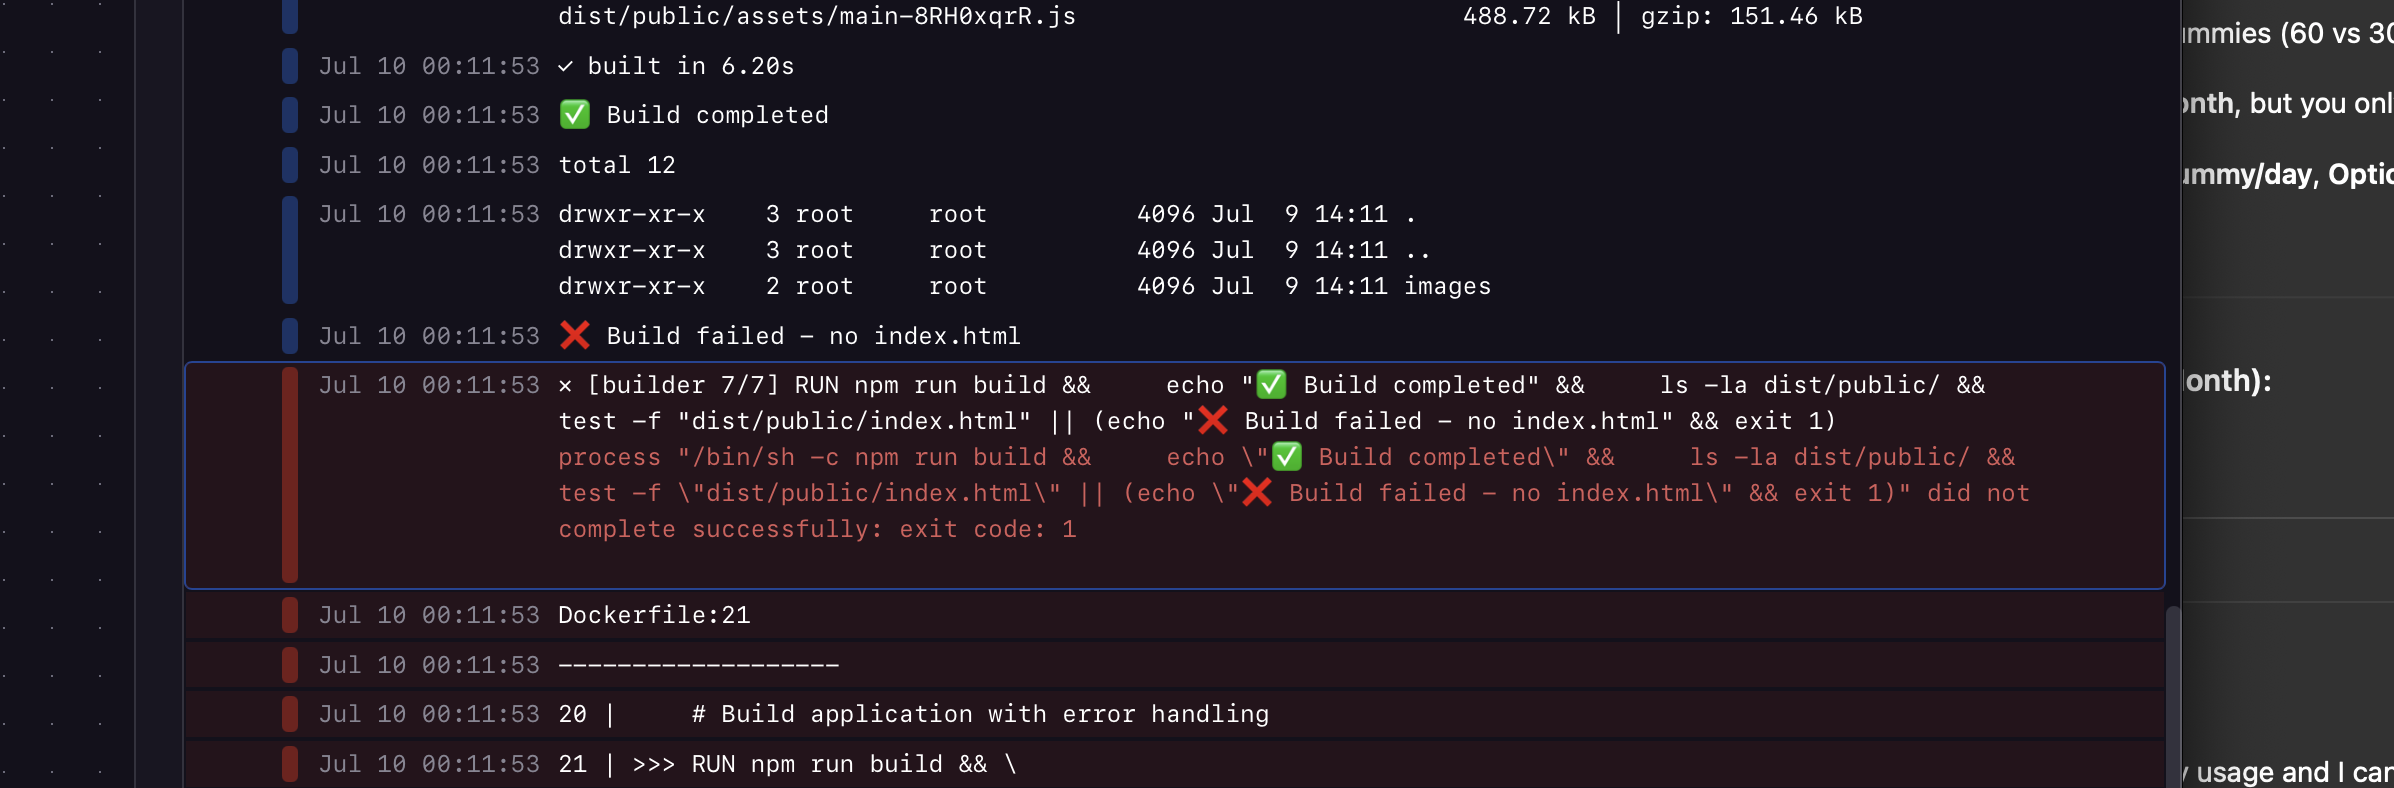 dist/public/assets/main-8RH0xqrR.js 488.72 kB │ gzip: 151.46 kB
Jul 10 00:11:53 ✓ built in 6.20s
Jul 10 00:11:53 ✅ Build completed
Jul 10 00:11:53 total 12
Jul 10 00:11:53 drwxr-xr-x    3 root     root          4096 Jul  9 14:11 .
drwxr-xr-x    3 root     root          4096 Jul  9 14:11 ..
drwxr-xr-x    2 root     root          4096 Jul  9 14:11 images
Jul 10 00:11:53 ❌ Build failed - no index.html
Jul 10 00:11:53 ✕ [builder 7/7] RUN npm run build &&     echo "✅ Build completed" &&     ls -la dist/public/ &&
test -f "dist/public/index.html" || (echo "❌ Build failed - no index.html" && exit 1)
process "/bin/sh -c npm run build &&     echo \"✅ Build completed\" &&     ls -la dist/public/ &&
test -f \"dist/public/index.html\" || (echo \"❌ Build failed - no index.html\" && exit 1)" did not
complete successfully: exit code: 1
Jul 10 00:11:53 Dockerfile:21
Jul 10 00:11:53 -------------------
Jul 10 00:11:53 20 |     # Build application with error handling
Jul 10 00:11:53 21 | >>> RUN npm run build && \
(60 vs 30
but you
usage and I